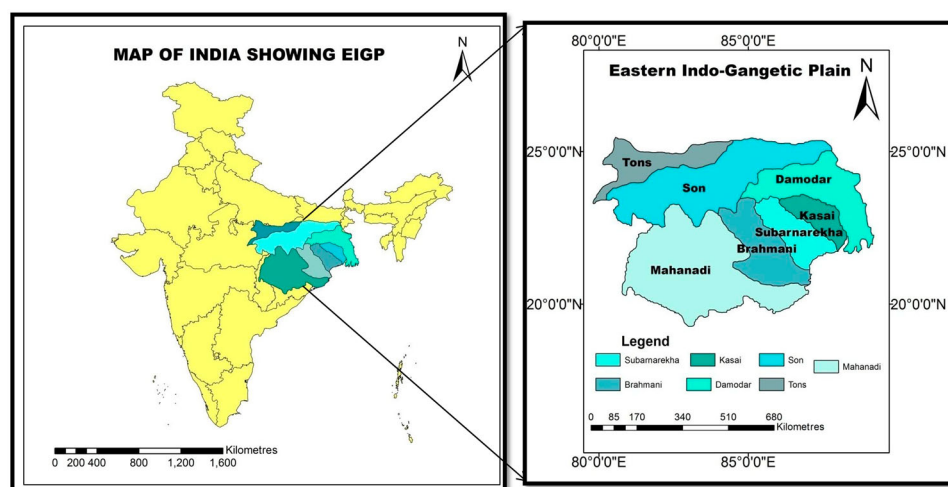 MAP OF INDIA SHOWING EIGP
N
Kilometres
0 200 400 800 1,200 1,600
80°0'0"E 85°0'0"E
Eastern Indo-Gangetic Plain
N
25°0'0"N 25°0'0"N
Tons
Son
Damodar
Kasai
Subarnarekha
Brahmani
Mahanadi
20°0'0"N 20°0'0"N
Legend
Subarnarekha Kasai Son Mahanadi
Brahmani Damodar Tons
0 85 170 340 510 680
Kilometres
80°0'0"E 85°0'0"E